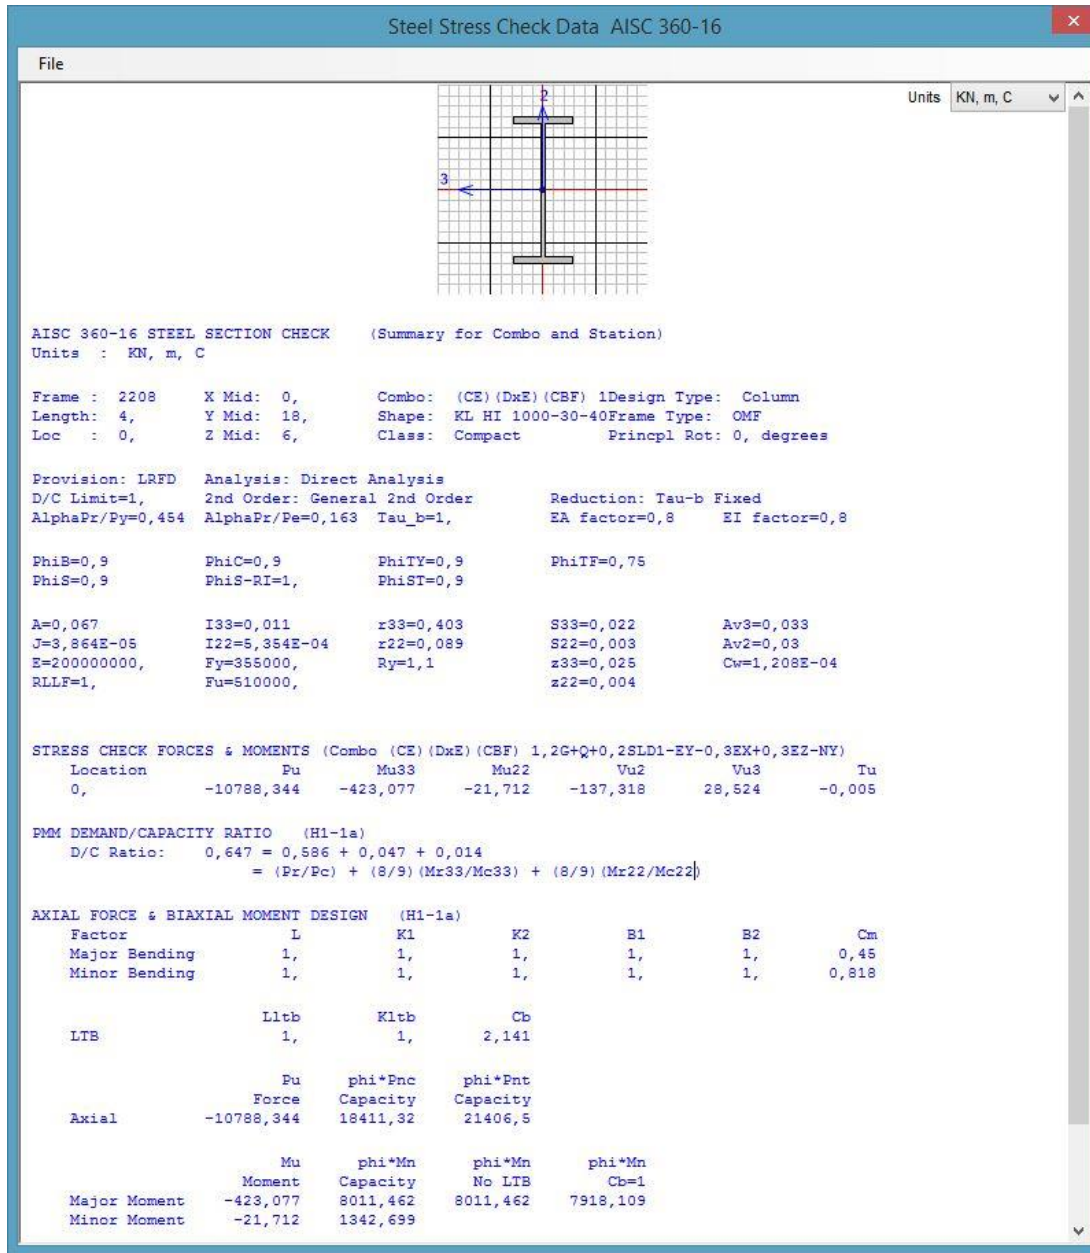 Steel Stress Check Data AISC 360-16
File
Units KN, m, C
2
3
AISC 360-16 STEEL SECTION CHECK (Summary for Combo and Station)
Units : KN, m, C
Frame : 2208 X Mid: 0, Combo: (CE)(DxE)(CBF) 1Design Type: Column
Length: 4, Y Mid: 18, Shape: KL HI 1000-30-40Frame Type: OMF
Loc : 0, Z Mid: 6, Class: Compact Princpl Rot: 0, degrees
Provision: LRFD Analysis: Direct Analysis
D/C Limit=1, 2nd Order: General 2nd Order Reduction: Tau-b Fixed
AlphaPr/Py=0,454 AlphaPr/Pe=0,163 Tau_b=1, EA factor=0,8 EI factor=0,8
PhiB=0,9 PhiC=0,9 PhiTY=0,9 PhiTF=0,75
PhiS=0,9 PhiS-RI=1, PhiST=0,9
A=0,067 I33=0,011 r33=0,403 S33=0,022 Av3=0,033
J=3,864E-05 I22=5,354E-04 r22=0,089 S22=0,003 Av2=0,03
E=200000000, Fy=355000, Ry=1,1 z33=0,025 Cw=1,208E-04
RLLF=1, Fu=510000, z22=0,004
STRESS CHECK FORCES & MOMENTS (Combo (CE)(DxE)(CBF) 1,2G+Q+0,2SLD1-EY-0,3EX+0,3EZ-NY)
Location Pu Mu33 Mu22 Vu2 Vu3 Tu
0, -10788,344 -423,077 -21,712 -137,318 28,524 -0,005
PMM DEMAND/CAPACITY RATIO (H1-1a)
D/C Ratio: 0,647 = 0,586 + 0,047 + 0,014
= (Pr/Pc) + (8/9)(Mr33/Mc33) + (8/9)(Mr22/Mc22)
AXIAL FORCE & BIAXIAL MOMENT DESIGN (H1-1a)
Factor L K1 K2 B1 B2 Cm
Major Bending 1, 1, 1, 1, 1, 0,45
Minor Bending 1, 1, 1, 1, 1, 0,818
Lltb Kltb Cb
LTB 1, 1, 2,141
Pu phi*Pnc phi*Pnt
Force Capacity Capacity
Axial -10788,344 18411,32 21406,5
Mu phi*Mn phi*Mn phi*Mn
Moment Capacity No LTB Cb=1
Major Moment -423,077 8011,462 8011,462 7918,109
Minor Moment -21,712 1342,699